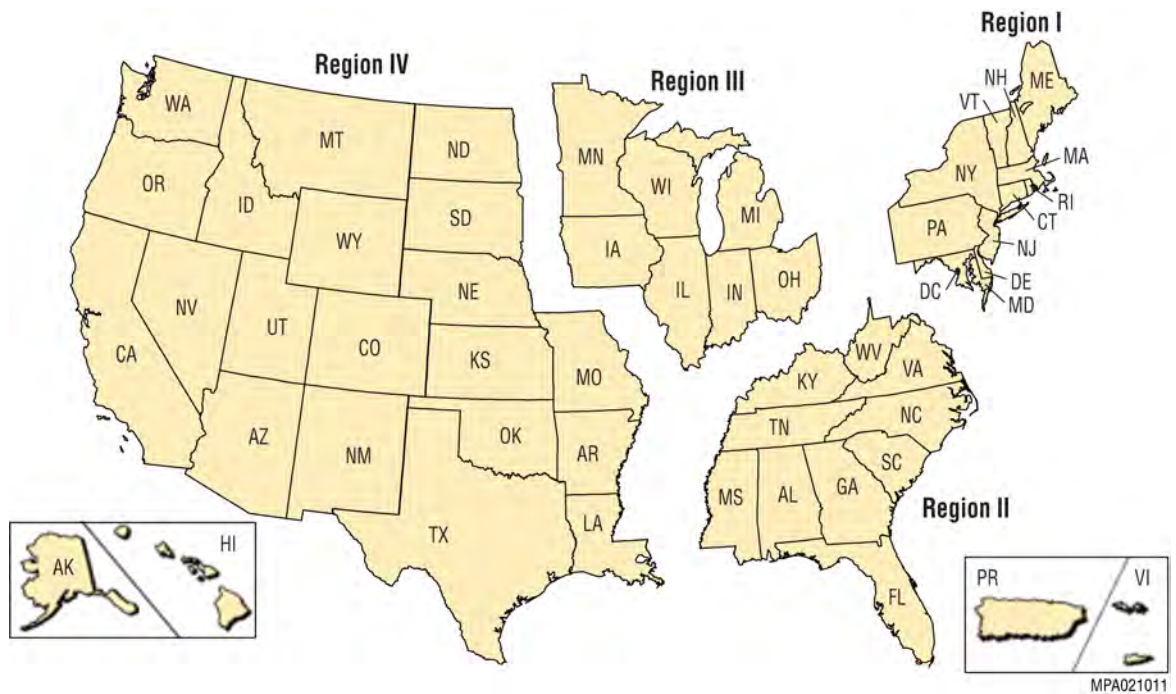 Region I
Region IV
Region III
NH
ME
WA
VT
MT
ND
MN
MA
OR
WI
NY
ID
SD
MI
RI
WY
CT
PA
IA
NJ
NE
OH
IL
IN
DE
NV
DC
MD
UT
CO
CA
KS
WV
VA
MO
KY
NC
TN
OK
AZ
AR
NM
SC
GA
MS
AL
Region II
LA
TX
HI
AK
PR
VI
FL
MPA021011